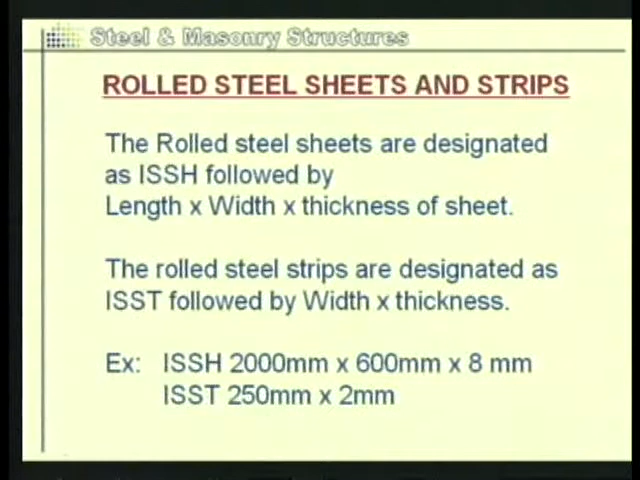 Steel & Masonry Structures
ROLLED STEEL SHEETS AND STRIPS
The Rolled steel sheets are designated
as ISSH followed by
Length x Width x thickness of sheet.
The rolled steel strips are designated as
ISST followed by Width x thickness.
Ex: ISSH 2000mm x 600mm x 8 mm
ISST 250mm x 2mm